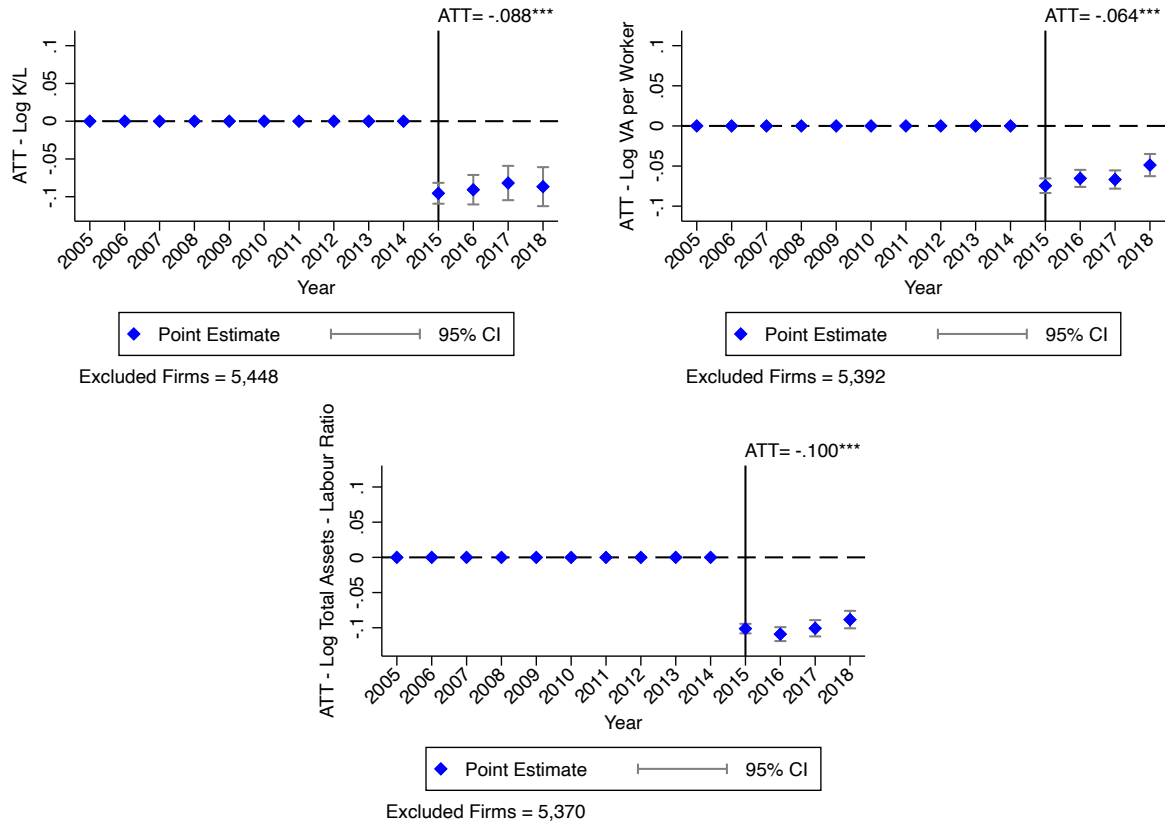 ATT= -.088***
ATT - Log K/L
.1
.05
0
-.05
-.1
2005 2006 2007 2008 2009 2010 2011 2012 2013 2014 2015 2016 2017 2018
Year
Point Estimate 95% CI
Excluded Firms = 5,448
ATT= -.064***
ATT - Log VA per Worker
.1
.05
0
-.05
-.1
2005 2006 2007 2008 2009 2010 2011 2012 2013 2014 2015 2016 2017 2018
Year
Point Estimate 95% CI
Excluded Firms = 5,392
ATT= -.100***
ATT - Log Total Assets - Labour Ratio
.1
.05
0
-.05
-.1
2005 2006 2007 2008 2009 2010 2011 2012 2013 2014 2015 2016 2017 2018
Year
Point Estimate 95% CI
Excluded Firms = 5,370